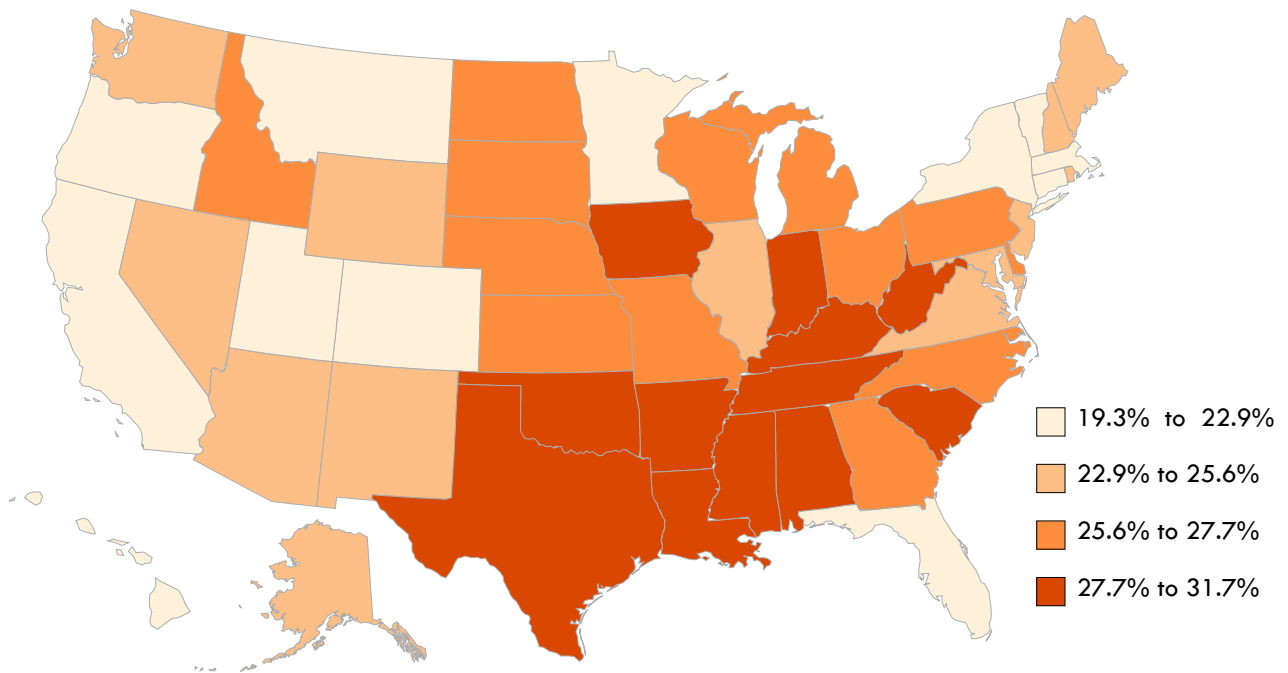 19.3% to 22.9%
22.9% to 25.6%
25.6% to 27.7%
27.7% to 31.7%